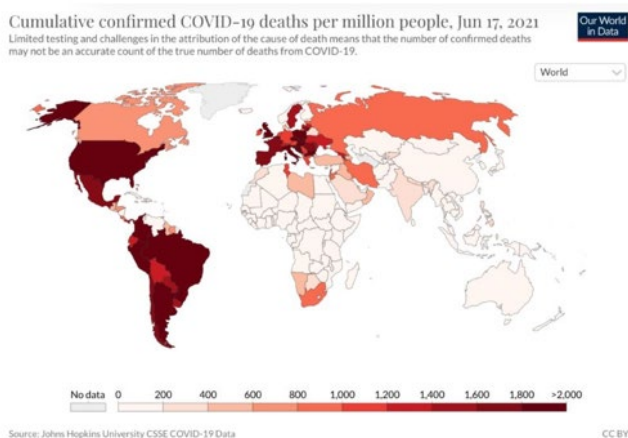 Cumulative confirmed COVID-19 deaths per million people, Jun 17, 2021
Limited testing and challenges in the attribution of the cause of death means that the number of confirmed deaths
may not be an accurate count of the true number of deaths from COVID-19.
Our World
in Data
World
No data 0 200 400 600 800 1,000 1,200 1,400 1,600 1,800 >2,000
Source: Johns Hopkins University CSSE COVID-19 Data CC BY